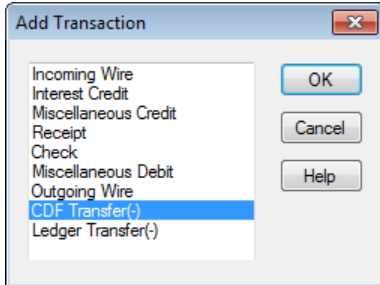 Add Transaction
Incoming Wire
Interest Credit
Miscellaneous Credit
Receipt
Check
Miscellaneous Debit
Outgoing Wire
CDF Transfer(-)
Ledger Transfer(-)
OK
Cancel
Help